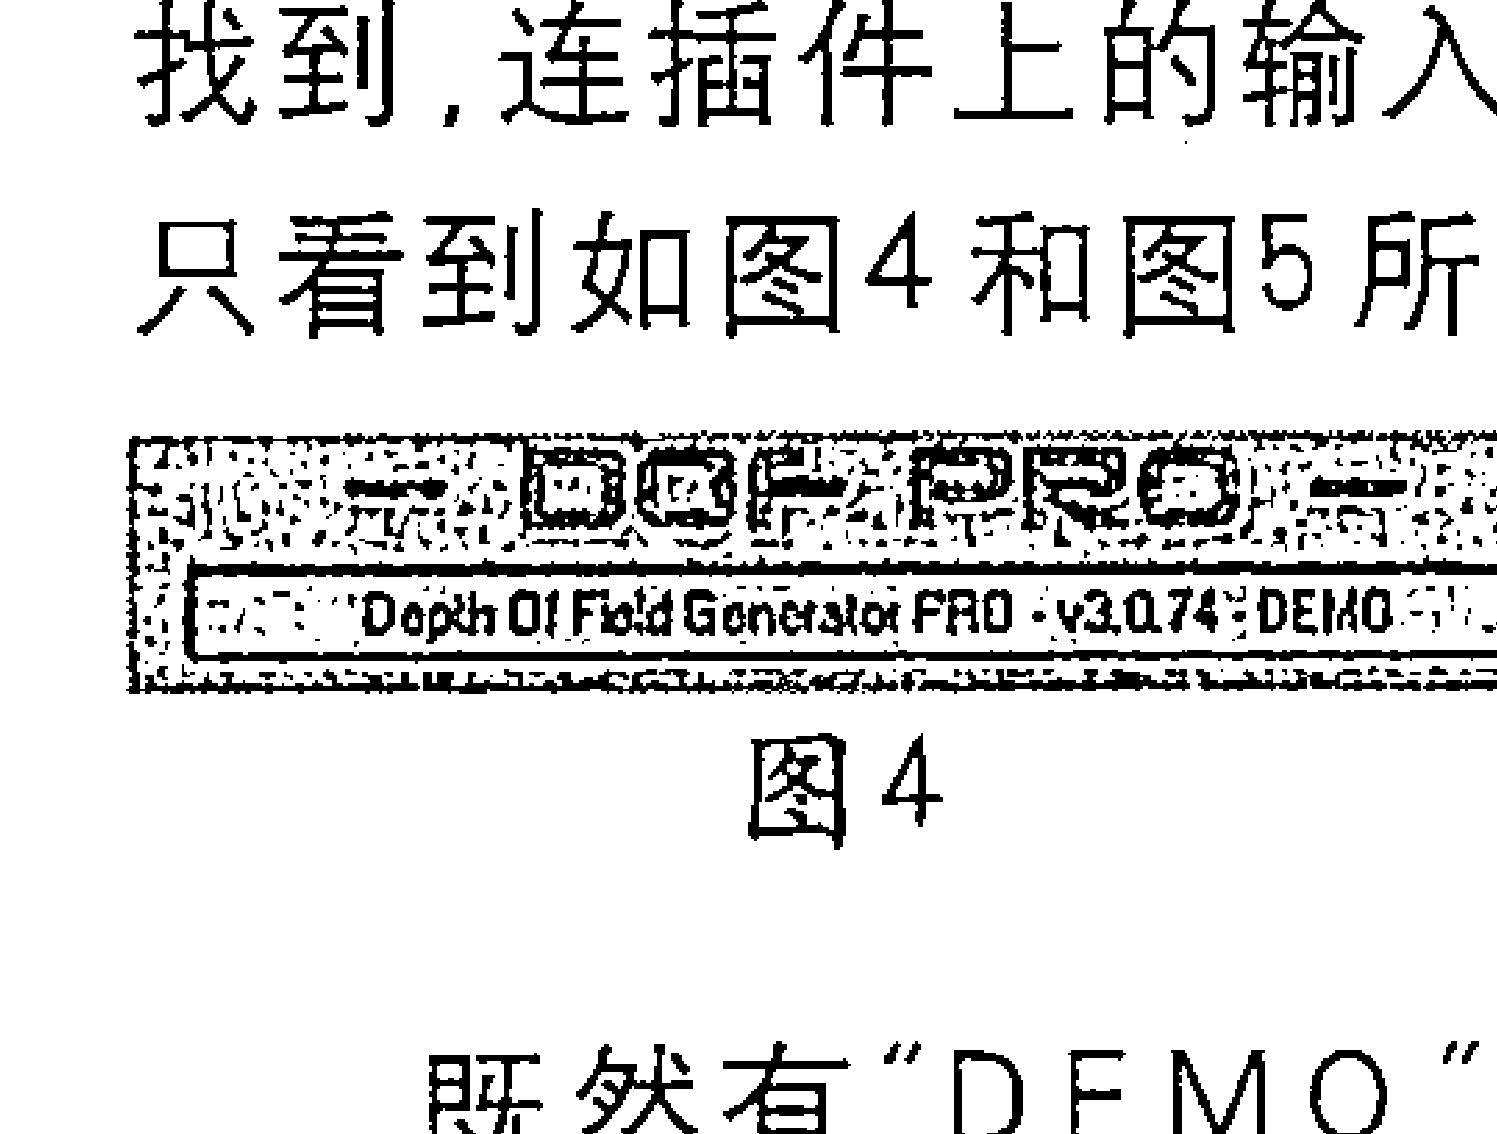 找到,连插件上的输入
只看到如图4和图5所
DOF PRO
Depth Of Field Generator PRO - v3.0.74 - DEMO
图4
既然有“DEMO”